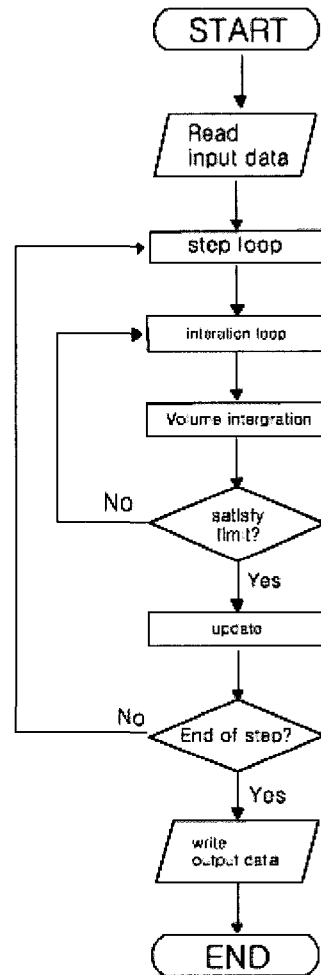 START
Read
input data
step loop
interation loop
Volume intergration
No
satisfy
limit?
Yes
update
No
End of step?
Yes
write
output data
END